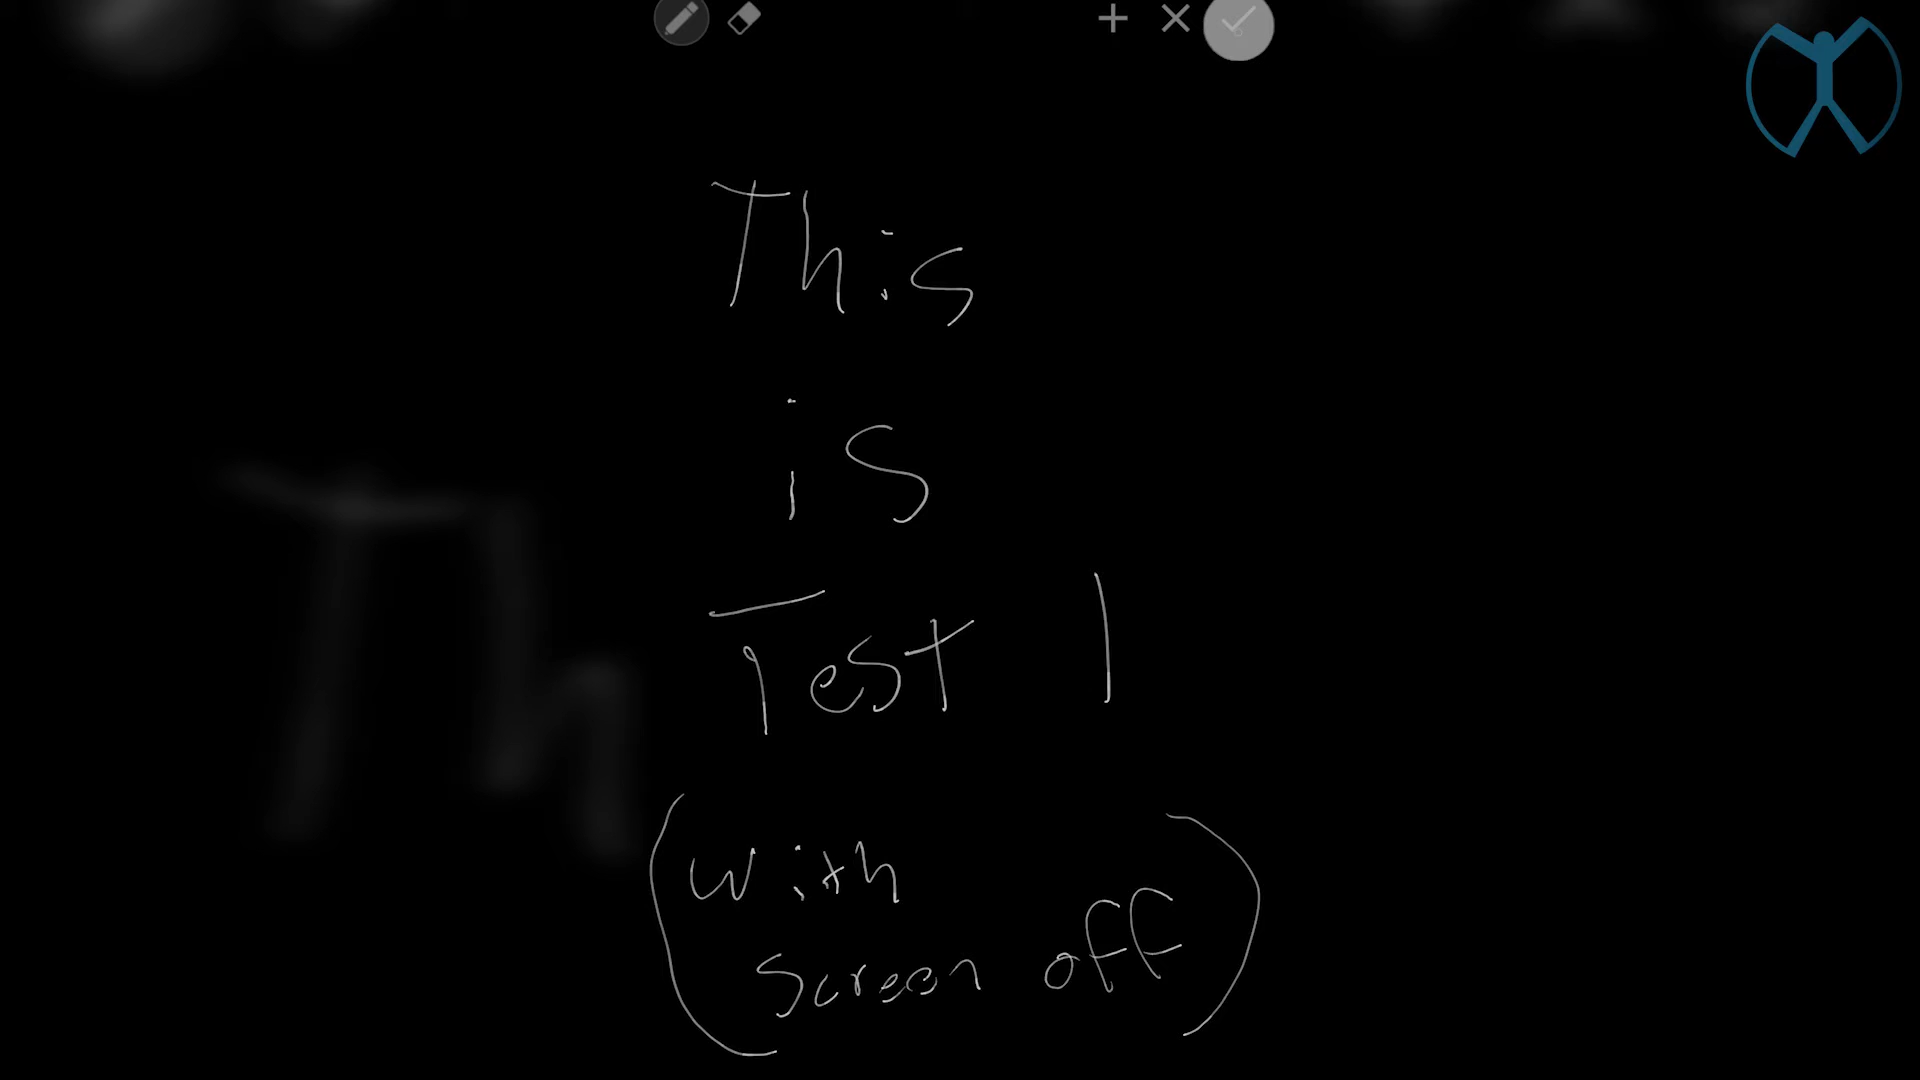 This
is
Test 1
(with
screen off)